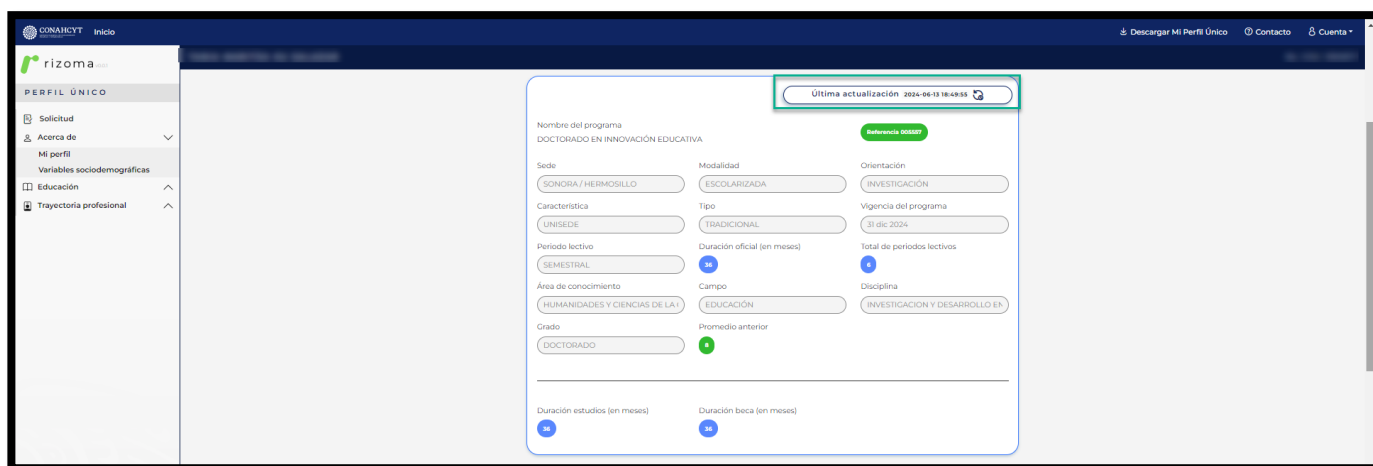 CONAHCYT Inicio
Descargar Mi Perfil Único Contacto Cuenta
rizoma
PERFIL ÚNICO
Solicitud
Acerca de
Mi perfil
Variables sociodemográficas
Educación
Trayectoria profesional
Última actualización 2024-06-13 18:49:55
Nombre del programa
DOCTORADO EN INNOVACIÓN EDUCATIVA
Referencia 005587
Sede Modalidad Orientación
SONORA / HERMOSILLO ESCOLARIZADA INVESTIGACIÓN
Característica Tipo Vigencia del programa
UNISEDE TRADICIONAL 31 dic 2024
Periodo lectivo Duración oficial (en meses) Total de periodos lectivos
SEMESTRAL 36 6
Área de conocimiento Campo Disciplina
HUMANIDADES Y CIENCIAS DE LA EDUCACIÓN INVESTIGACION Y DESARROLLO EN
Grado Promedio anterior
DOCTORADO 8
Duración estudios (en meses) Duración beca (en meses)
36 36